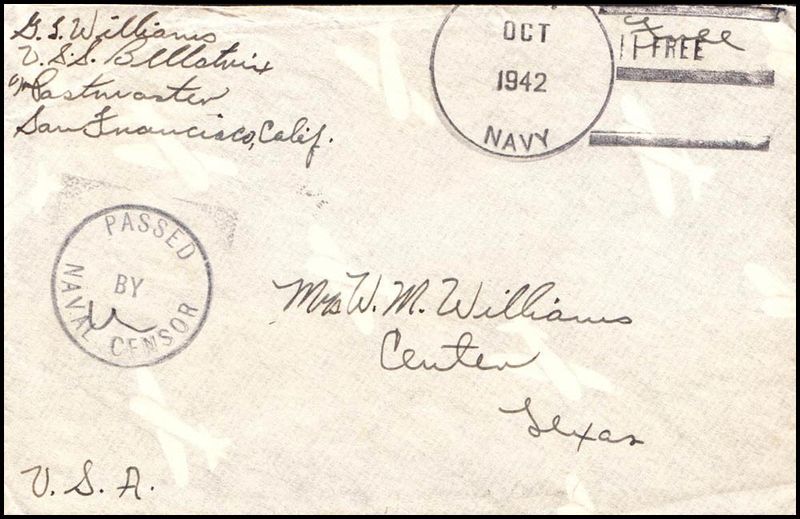 G. S. Williams
U.S.S. Bellatrix
c/o Postmaster
San Francisco, Calif.
OCT
1942
NAVY
Free
FREE
PASSED
BY
NAVAL CENSOR
Mrs W. M. Williams
Center
Texas
U. S. A.